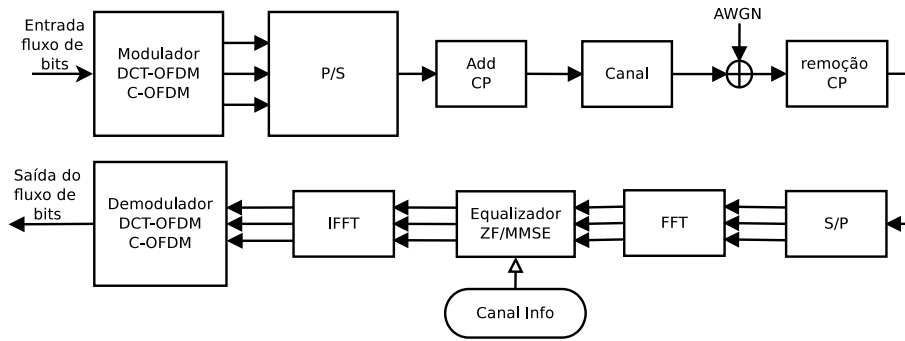 Entrada
fluxo de
bits
Modulador
DCT-OFDM
C-OFDM
P/S
Add
CP
Canal
AWGN
remoção
CP
Saída do
fluxo de
bits
Demodulador
DCT-OFDM
C-OFDM
IFFT
Equalizador
ZF/MMSE
FFT
S/P
Canal Info